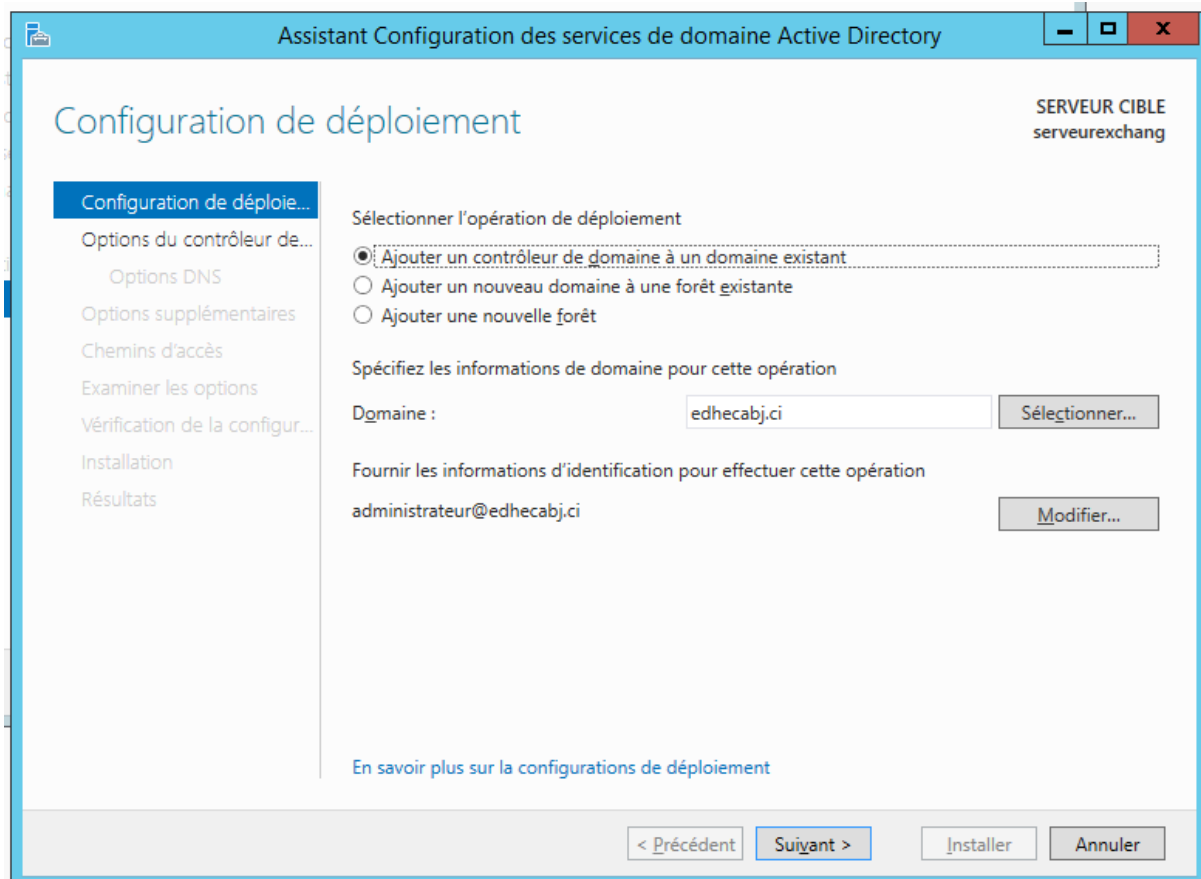 Assistant Configuration des services de domaine Active Directory
Configuration de déploiement
SERVEUR CIBLE
serveurexchang
Configuration de déploie...
Options du contrôleur de...
Options DNS
Options supplémentaires
Chemins d'accès
Examiner les options
Vérification de la configur...
Installation
Résultats
Sélectionner l'opération de déploiement
Ajouter un contrôleur de domaine à un domaine existant
Ajouter un nouveau domaine à une forêt existante
Ajouter une nouvelle forêt
Spécifiez les informations de domaine pour cette opération
Domaine :
edhecabj.ci
Sélectionner...
Fournir les informations d'identification pour effectuer cette opération
administrateur@edhecabj.ci
Modifier...
En savoir plus sur la configurations de déploiement
< Précédent
Suivant >
Installer
Annuler